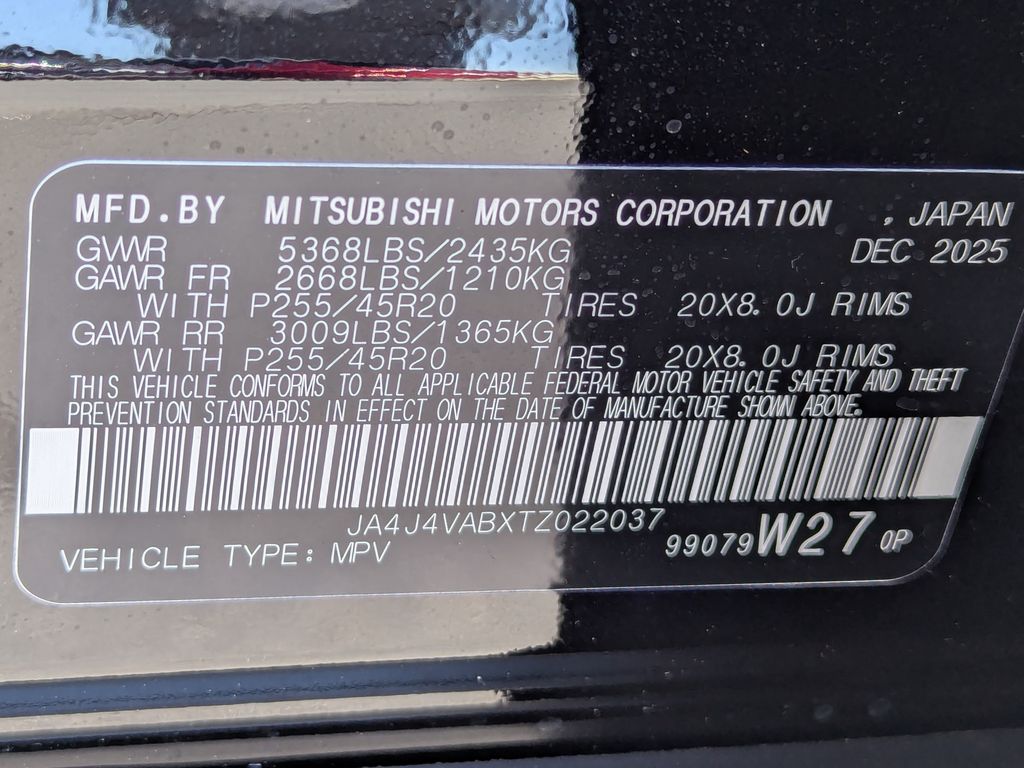 MFD.BY MITSUBISHI MOTORS CORPORATION , JAPAN
GVWR 5368LBS/2435KG DEC 2025
GAWR FR 2668LBS/1210KG
WITH P255/45R20 TIRES 20X8.0J RIMS
GAWR RR 3009LBS/1365KG
WITH P255/45R20 TIRES 20X8.0J RIMS
THIS VEHICLE CONFORMS TO ALL APPLICABLE FEDERAL MOTOR VEHICLE SAFETY AND THEFT
PREVENTION STANDARDS IN EFFECT ON THE DATE OF MANUFACTURE SHOWN ABOVE.
JA4J4VABXTZ022037
VEHICLE TYPE: MPV 99079 W27 0P